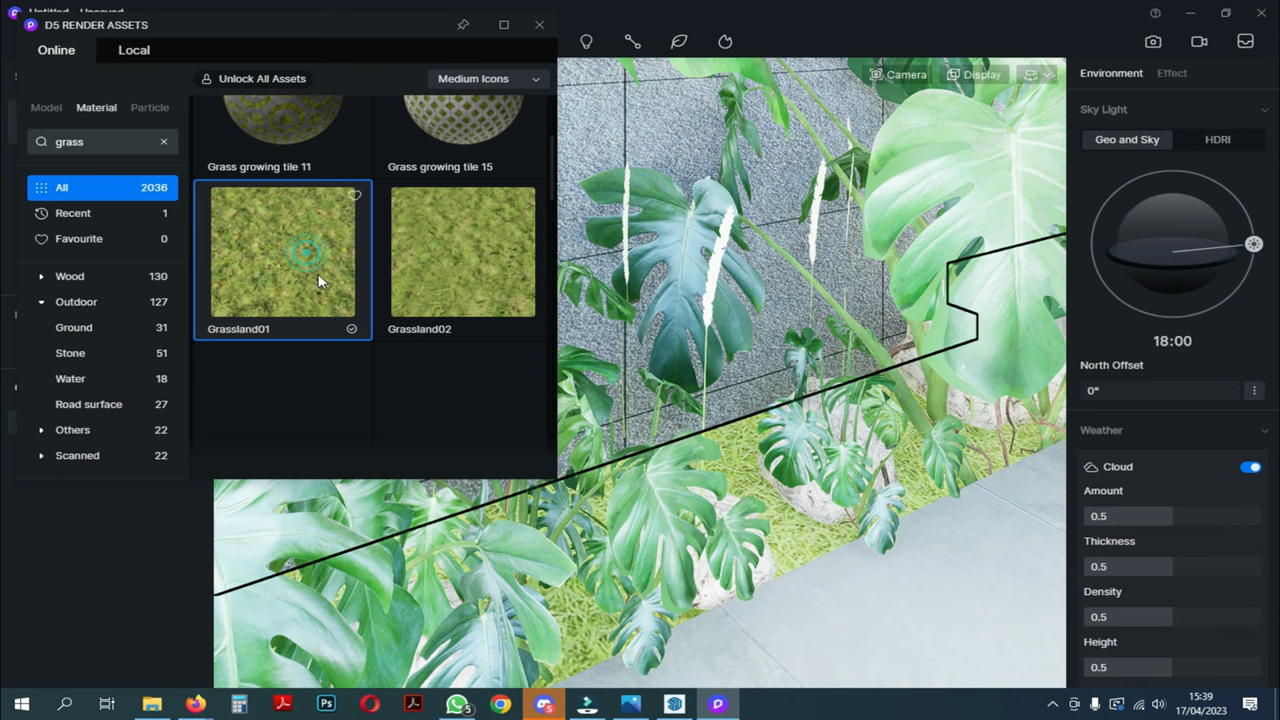 D5 RENDER ASSETS
Online
Local
Unlock All Assets
Medium Icons
Model
Material
Particle
grass
All 2036
Recent 1
Favourite 0
Wood 130
Outdoor 127
Ground 31
Stone 51
Water 18
Road surface 27
Others 22
Scanned 22
Grass growing tile 11
Grass growing tile 15
Grassland01
Grassland02
Camera
Display
Environment
Effect
Sky Light
Geo and Sky
HDRI
18:00
North Offset
0°
Weather
Cloud
Amount
0.5
Thickness
0.5
Density
0.5
Height
0.5
Ps
5
15:39
17/04/2023